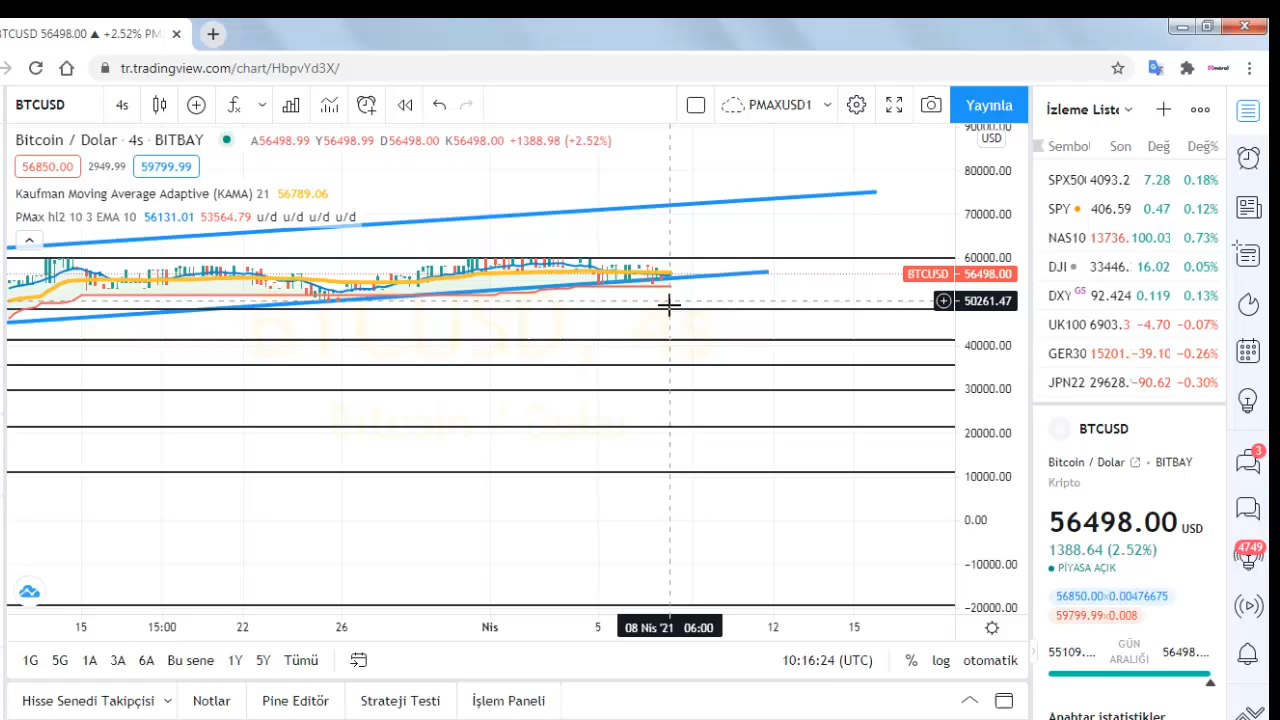 BTCUSD 56498.00 ▲ +2.52% PM
tr.tradingview.com/chart/HbpvYd3X/
BTCUSD 4s PMAXUSD1 Yayınla
Bitcoin / Dolar · 4s · BITBAY A56498.99 Y56498.99 D56498.00 K56498.00 +1388.98 (+2.52%)
56850.00 2949.99 59799.99
Kaufman Moving Average Adaptive (KAMA) 21 56789.06
PMax hl2 10 3 EMA 10 56131.01 53564.79 u/d u/d u/d u/d
90000.00
USD
80000.00
70000.00
60000.00
BTCUSD 56498.00
50261.47
40000.00
30000.00
20000.00
10000.00
0.00
−10000.00
−20000.00
BTCUSD, 4s
Bitcoin / Dolar
15 15:00 22 26 Nis 5 08 Nis '21 06:00 12 15
1G 5G 1A 3A 6A Bu sene 1Y 5Y Tümü 10:16:24 (UTC) % log otomatik
Hisse Senedi Takipçisi Notlar Pine Editör Strateji Testi İşlem Paneli
İzleme Liste
Sembol Son Değ Değ%
SPX500 4093.2 7.28 0.18%
SPY 406.59 0.47 0.12%
NAS10 13736. 100.03 0.73%
DJI 33446. 16.02 0.05%
DXY GS 92.424 0.119 0.13%
UK100 6903.3 −4.70 −0.07%
GER30 15201. −39.10 −0.26%
JPN22 29628. −90.62 −0.30%
BTCUSD
Bitcoin / Dolar · BITBAY
Kripto
56498.00 USD
1388.64 (2.52%)
PİYASA AÇIK
56850.00×0.00476675
59799.99×0.008
55109.... GÜN ARALIĞI 56498....
Anahtar istatistikler
3
4749